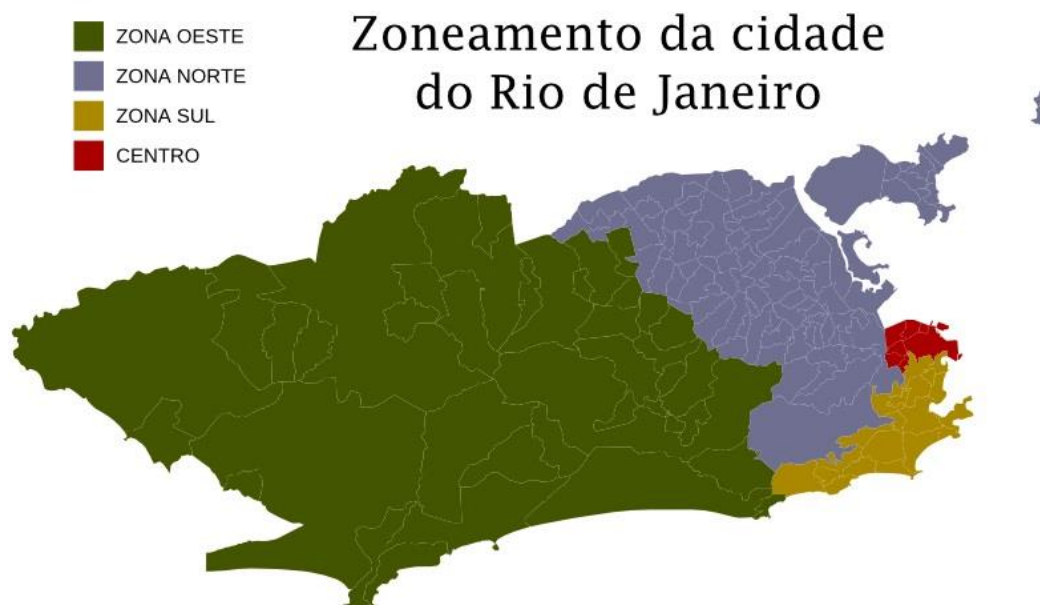 ZONA OESTE
ZONA NORTE
ZONA SUL
CENTRO
Zoneamento da cidade
do Rio de Janeiro